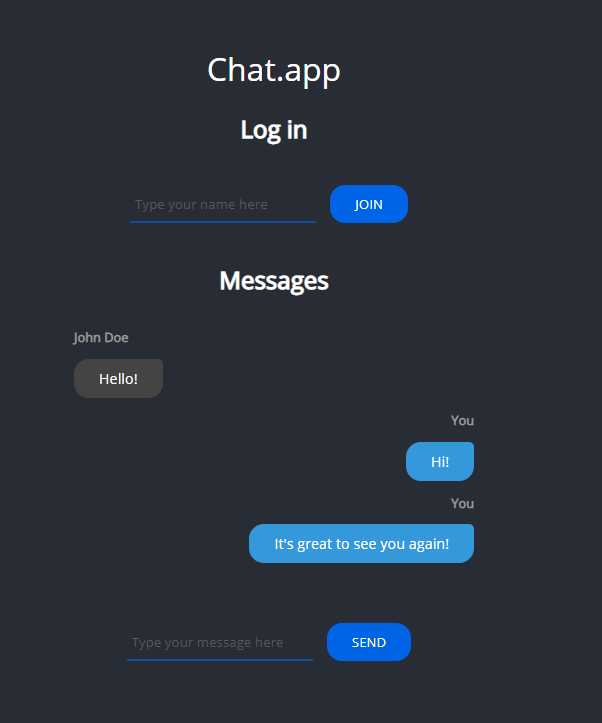 Chat.app
Log in
Type your name here
JOIN
Messages
John Doe
Hello!
You
Hi!
You
It's great to see you again!
Type your message here
SEND